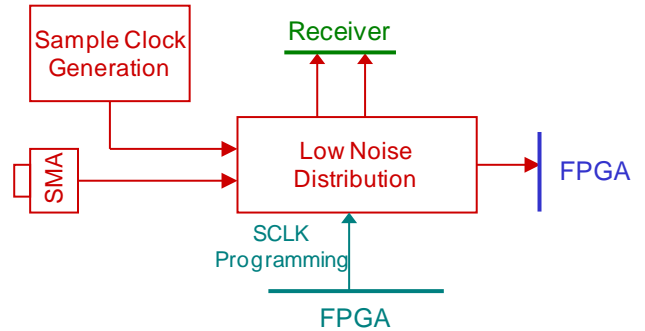 Sample Clock
Generation
Receiver
Low Noise
Distribution
SMA
FPGA
SCLK
Programming
FPGA